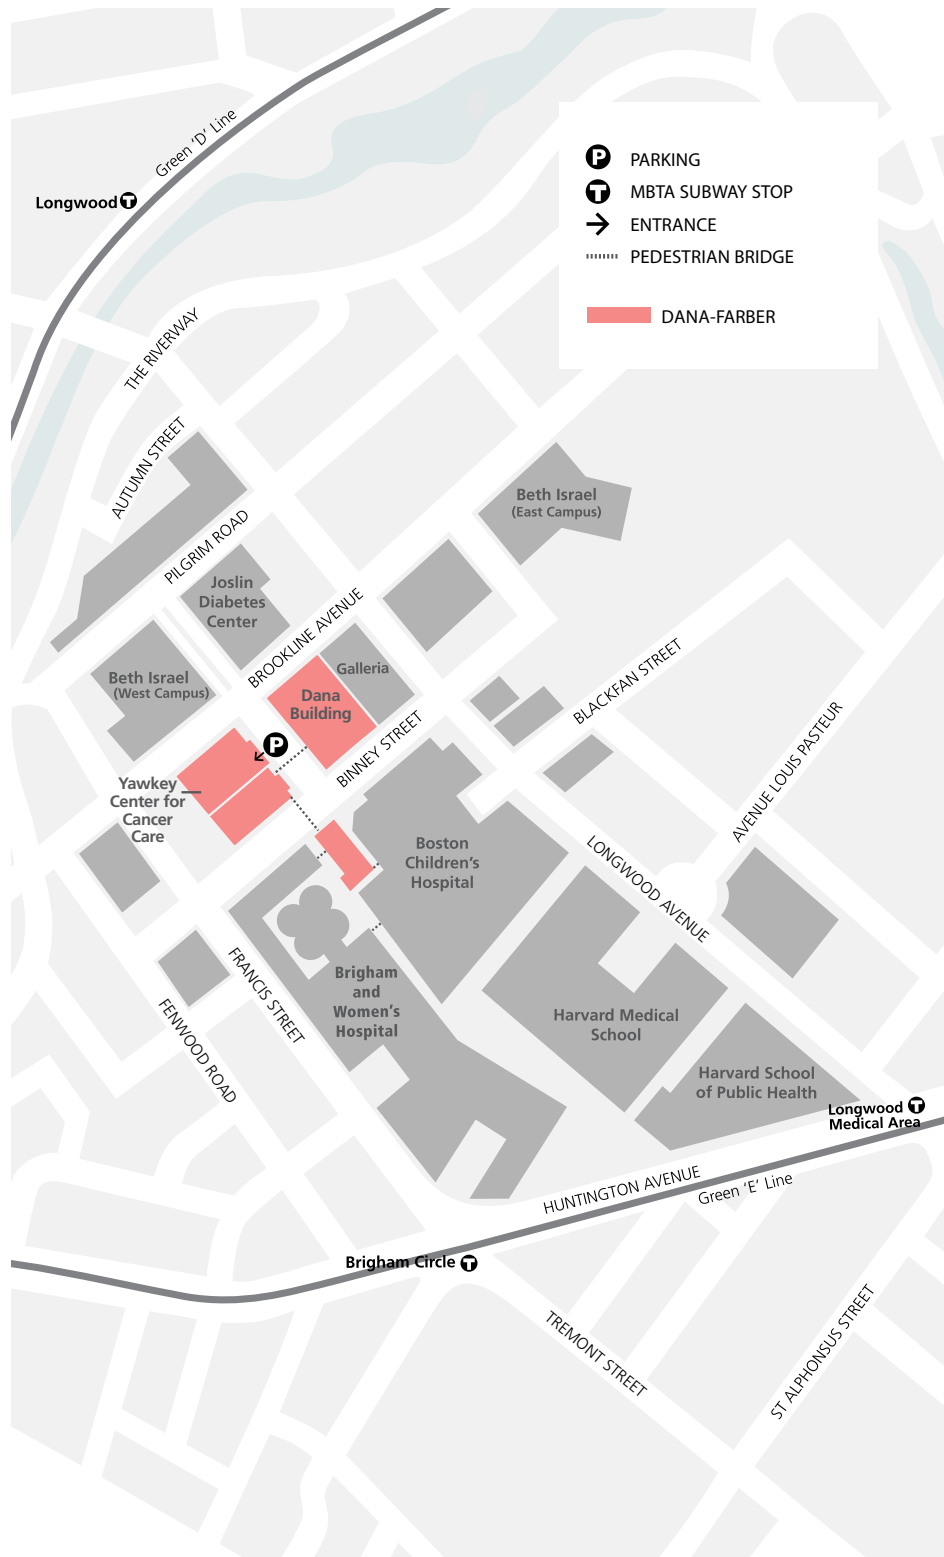 Green 'D' Line
Longwood T
P PARKING
T MBTA SUBWAY STOP
ENTRANCE
PEDESTRIAN BRIDGE
DANA-FARBER
THE RIVERWAY
AUTUMN STREET
PILGRIM ROAD
Beth Israel
(East Campus)
Joslin
Diabetes
Center
BROOKLINE AVENUE
Beth Israel
(West Campus)
Galleria
Dana
Building
BLACKFAN STREET
BINNEY STREET
P
AVENUE LOUIS PASTEUR
Yawkey
Center for
Cancer
Care
Boston
Children's
Hospital
LONGWOOD AVENUE
FRANCIS STREET
Brigham
and
Women's
Hospital
FENWOOD ROAD
Harvard Medical
School
Harvard School
of Public Health
Longwood T
Medical Area
HUNTINGTON AVENUE
Green 'E' Line
Brigham Circle T
TREMONT STREET
ST ALPHONSUS STREET